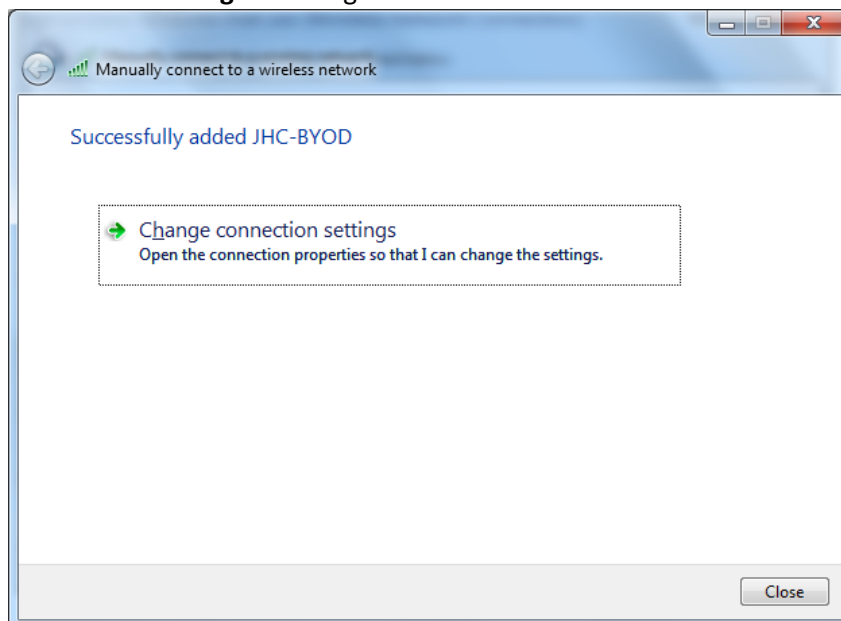 Manually connect to a wireless network
Successfully added JHC-BYOD
Change connection settings
Open the connection properties so that I can change the settings.
Close